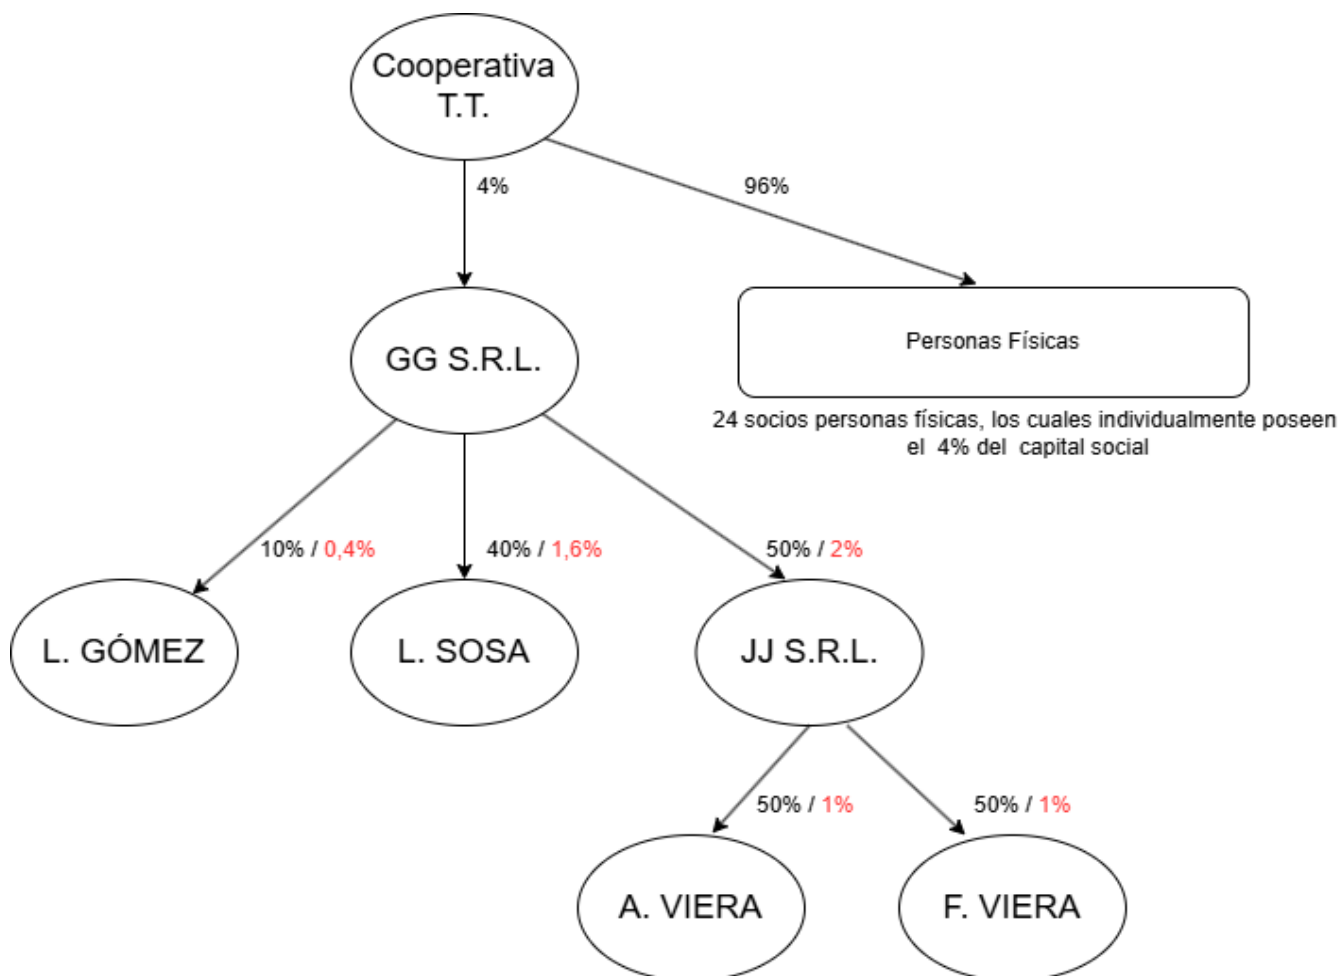 Cooperativa
T.T.
4%
96%
GG S.R.L.
Personas Físicas
24 socios personas físicas, los cuales individualmente poseen
el 4% del capital social
10% / 0,4%
40% / 1,6%
50% / 2%
L. GÓMEZ
L. SOSA
JJ S.R.L.
50% / 1%
50% / 1%
A. VIERA
F. VIERA